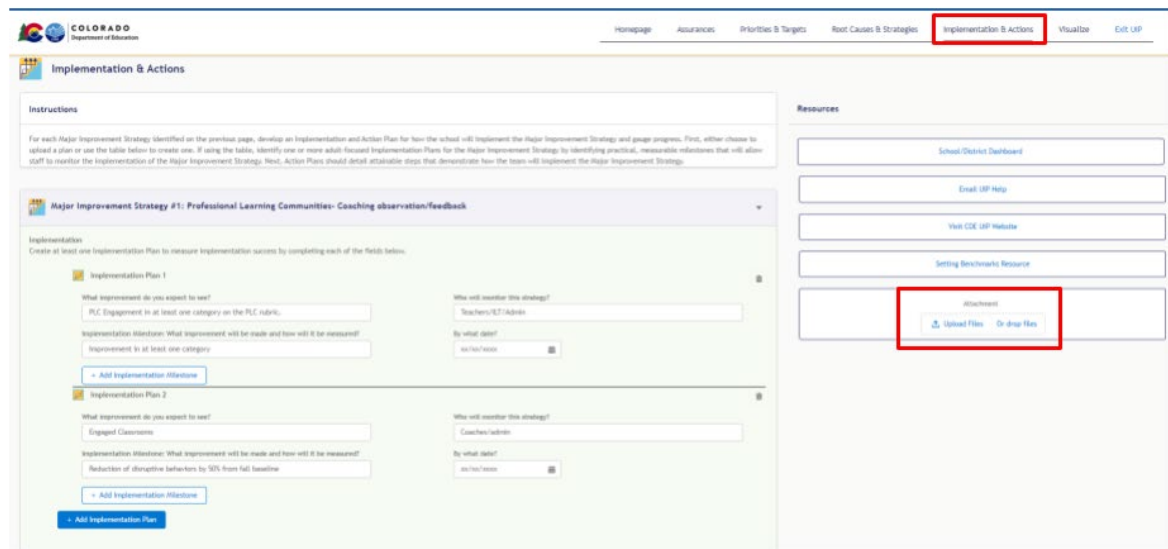 COLORADO
Department of Education
Homepage
Assurances
Priorities & Targets
Root Causes & Strategies
Implementation & Actions
Visualize
Exit UIP
Implementation & Actions
Instructions
For each Major Improvement Strategy identified on the previous page, develop an Implementation and Action Plan for how the school will implement the Major Improvement Strategy and gauge progress. First, either choose to
upload a plan or use the table below to create one. If using the table, identify one or more adult-focused Implementation Plans for the Major Improvement Strategy by identifying practical, measurable milestones that will allow
staff to monitor the implementation of the Major Improvement Strategy. Next, Action Plans should detail attainable steps that demonstrate how the team will implement the Major Improvement Strategy.
Major Improvement Strategy #1: Professional Learning Communities- Coaching observation/feedback
Implementation
Create at least one Implementation Plan to measure implementation success by completing each of the fields below.
Implementation Plan 1
What improvement do you expect to see?
Who will monitor this strategy?
PLC Engagement in at least one category on the PLC rubric.
Teachers/ILT/Admin
Implementation Milestone: What improvement will be made and how will it be measured?
By what date?
Improvement in at least one category
xx/xx/xxxx
+ Add Implementation Milestone
Implementation Plan 2
What improvement do you expect to see?
Who will monitor this strategy?
Engaged Classrooms
Coaches/admin
Implementation Milestone: What improvement will be made and how will it be measured?
By what date?
Reduction of disruptive behaviors by 50% from fall baseline
xx/xx/xxxx
+ Add Implementation Milestone
+ Add Implementation Plan
Resources
School/District Dashboard
Email UIP Help
Visit CDE UIP Website
Setting Benchmarks Resource
Attachment
Upload Files
Or drop files